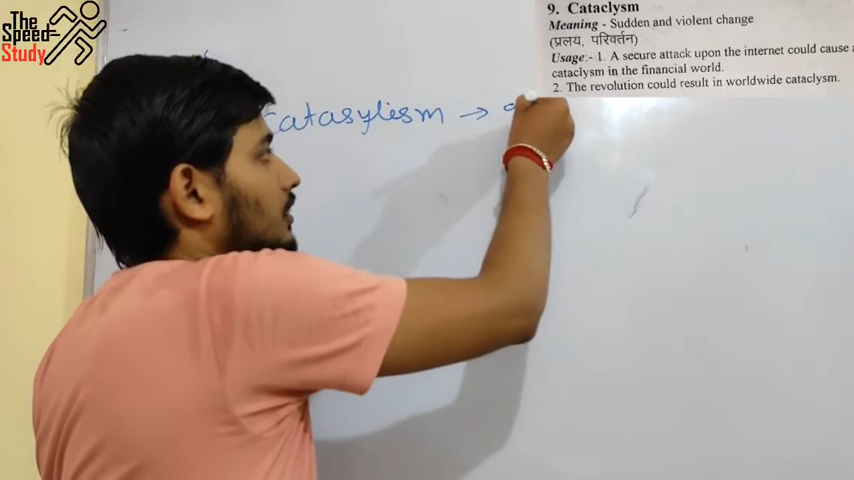 The
Speed
Study
9. Cataclysm
Meaning - Sudden and violent change
(प्रलय, परिवर्तन)
Usage:- 1. A secure attack upon the internet could cause a
cataclysm in the financial world.
2. The revolution could result in worldwide cataclysm.
Catasyliesm →